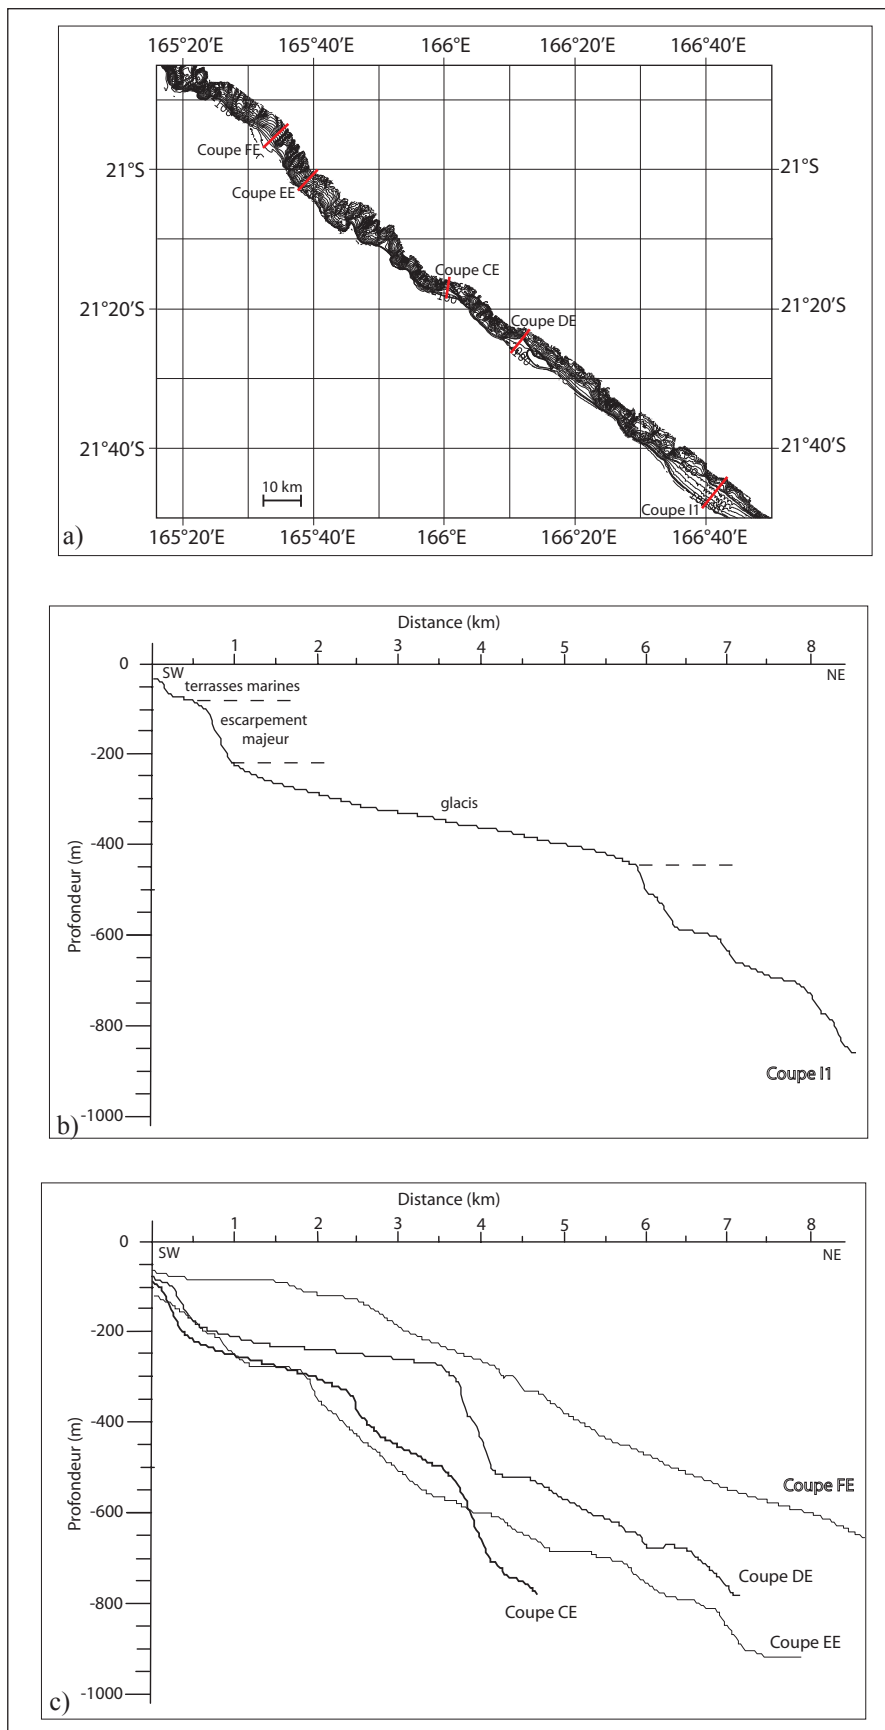 165°20′E 165°40′E 166°E 166°20′E 166°40′E
Coupe FE
21°S 21°S
Coupe EE
Coupe CE
100
21°20′S 21°20′S
Coupe DE
21°40′S 21°40′S
10 km
Coupe I1
a)
165°20′E 165°40′E 166°E 166°20′E 166°40′E
Distance (km)
1 2 3 4 5 6 7 8
0
SW NE
terrasses marines
escarpement
majeur
-200
glacis
-400
Profondeur (m)
-600
-800
Coupe I1
-1000
b)
Distance (km)
1 2 3 4 5 6 7 8
0
SW NE
-200
-400
Profondeur (m)
Coupe FE
-600
Coupe DE
-800
Coupe CE
Coupe EE
-1000
c)